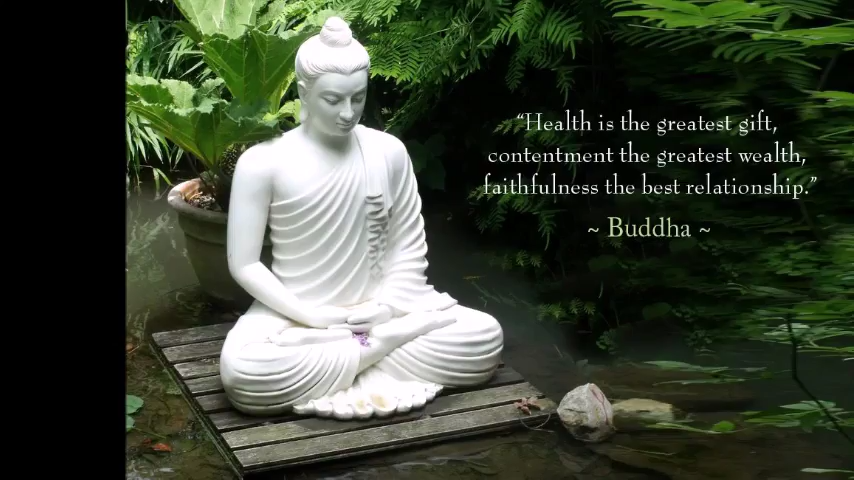 “Health is the greatest gift,
contentment the greatest wealth,
faithfulness the best relationship.”
~ Buddha ~